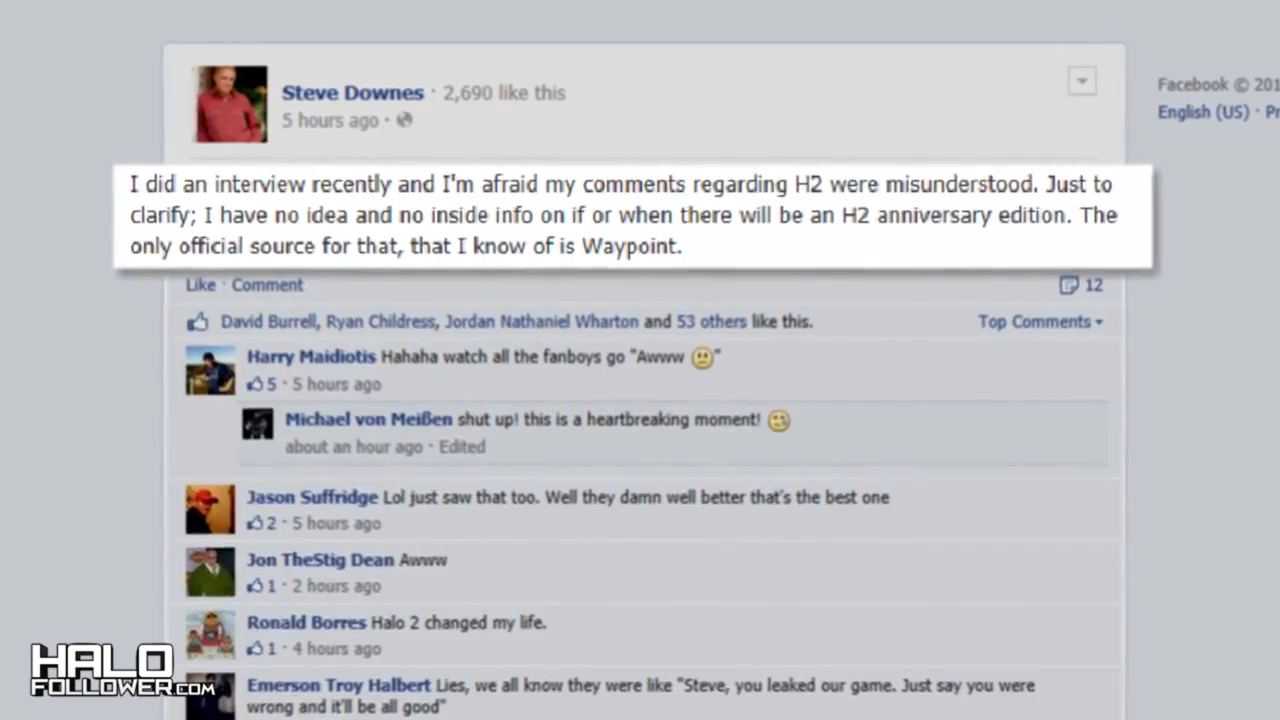 Steve Downes · 2,690 like this
5 hours ago ·
Facebook © 201
English (US) · Pr
I did an interview recently and I'm afraid my comments regarding H2 were misunderstood. Just to
clarify; I have no idea and no inside info on if or when there will be an H2 anniversary edition. The
only official source for that, that I know of is Waypoint.
Like · Comment
12
David Burrell, Ryan Childress, Jordan Nathaniel Wharton and 53 others like this.
Top Comments
Harry Maidiotis Hahaha watch all the fanboys go "Awww 🙁"
5 · 5 hours ago
Michael von Meißen shut up! this is a heartbreaking moment!
about an hour ago · Edited
Jason Suffridge Lol just saw that too. Well they damn well better that's the best one
2 · 5 hours ago
Jon TheStig Dean Awww
1 · 2 hours ago
Ronald Borres Halo 2 changed my life.
1 · 4 hours ago
Emerson Troy Halbert Lies, we all know they were like "Steve, you leaked our game. Just say you were
wrong and it'll be all good"
HALO
FOLLOWER.COM